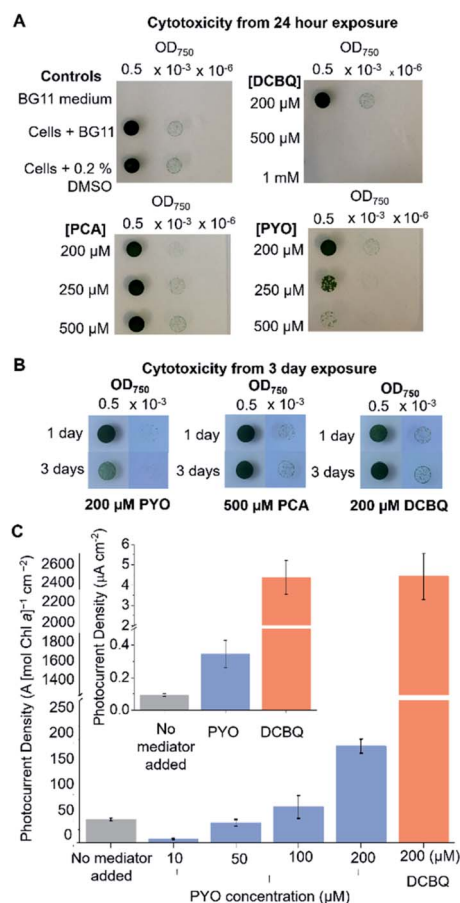 A
Cytotoxicity from 24 hour exposure
OD750
Controls
0.5 x 10−3 x 10−6
BG11 medium
Cells + BG11
Cells + 0.2 %
DMSO
OD750
[DCBQ]
0.5 x 10−3 x 10−6
200 µM
500 µM
1 mM
OD750
[PCA]
0.5 x 10−3 x 10−6
200 µM
250 µM
500 µM
OD750
[PYO]
0.5 x 10−3 x 10−6
200 µM
250 µM
500 µM
B
Cytotoxicity from 3 day exposure
OD750
0.5 x 10−3
1 day
3 days
200 µM PYO
OD750
0.5 x 10−3
1 day
3 days
500 µM PCA
OD750
0.5 x 10−3
1 day
3 days
200 µM DCBQ
C
Photocurrent Density (A [mol Chl a]−1 cm−2)
2600
2400
2200
2000
1800
1600
1400
250
200
150
100
50
0
Photocurrent Density (µA cm−2)
6
5
4
3
2
0.4
0.2
0.0
No
mediator
added
PYO
DCBQ
No mediator
added
10
50
100
200
200 (µM)
DCBQ
PYO concentration (µM)